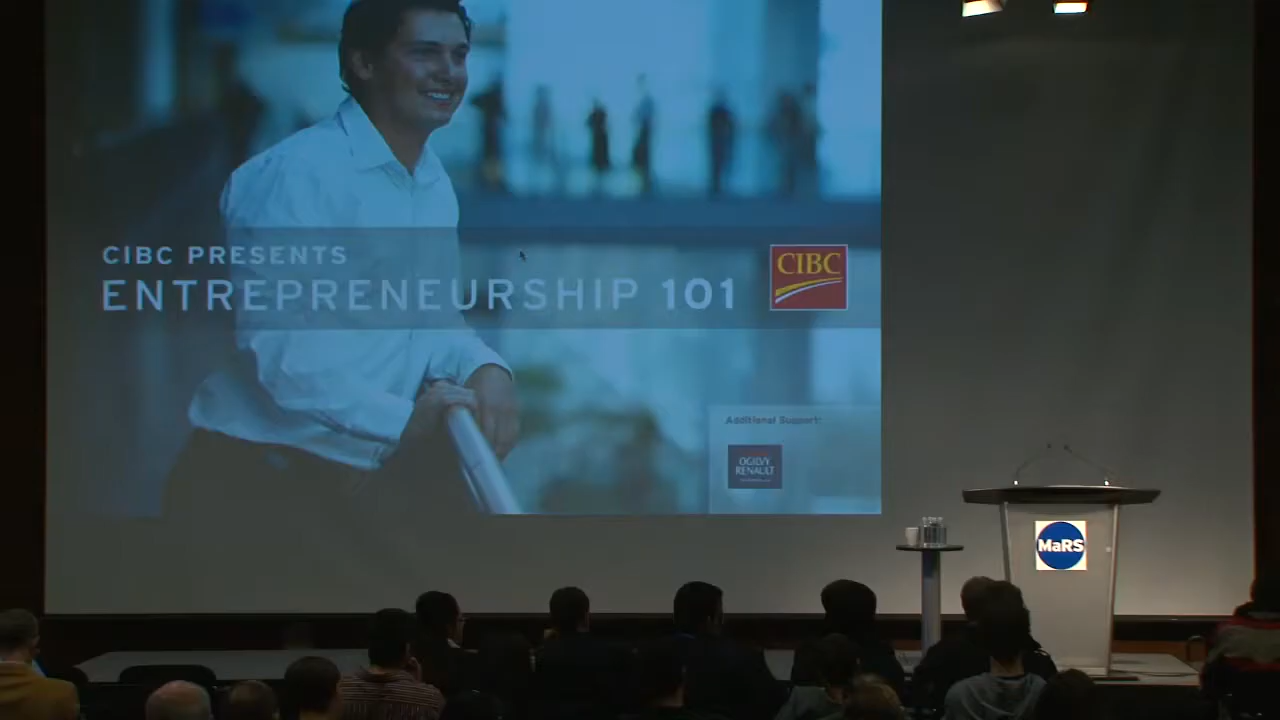 CIBC PRESENTS
ENTREPRENEURSHIP 101
CIBC
Additional Support:
OGILVY
RENAULT
MaRS